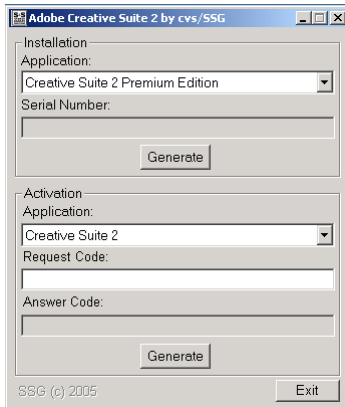 Adobe Creative Suite 2 by cvs/SSG
Installation
Application:
Creative Suite 2 Premium Edition
Serial Number:
Generate
Activation
Application:
Creative Suite 2
Request Code:
Answer Code:
Generate
SSG (c) 2005
Exit